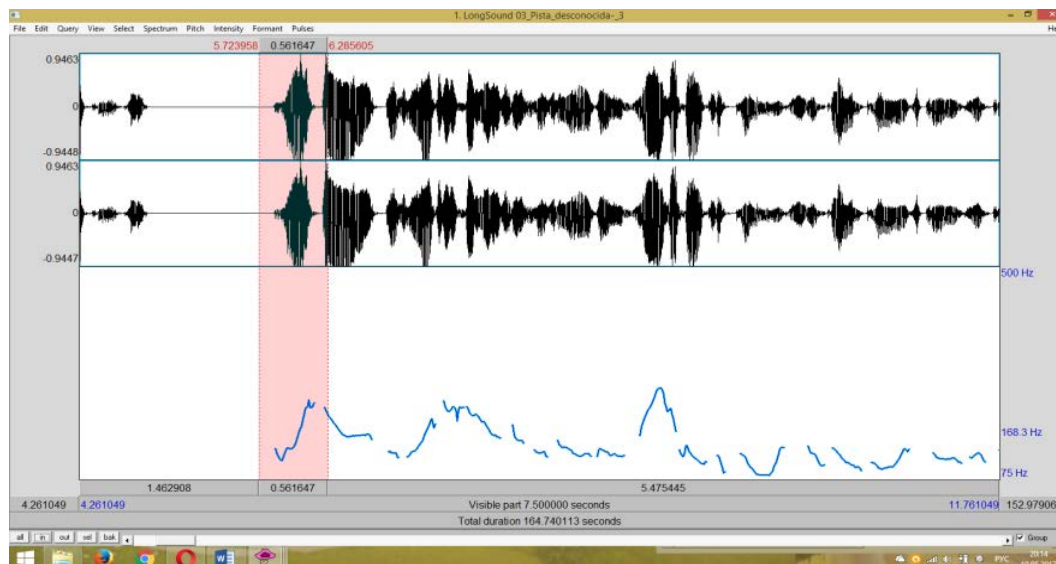 1. LongSound 03_Pista_desconocida-_3
File Edit Query View Select Spectrum Pitch Intensity Formant Pulses He
5.723958 0.561647 6.285605
0.9463
0
-0.9448
0.9463
0
-0.9447
500 Hz
168.3 Hz
75 Hz
1.462908 0.561647 5.475445
4.261049 4.261049 Visible part 7.500000 seconds 11.761049 152.97906
Total duration 164.740113 seconds
all in out sel bak Group
РУС 20:14